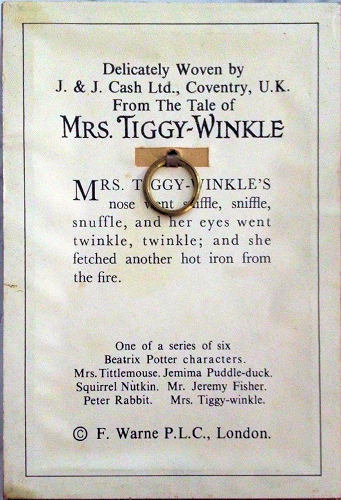 Delicately Woven by
J. & J. Cash Ltd., Coventry, U.K.
From The Tale of
MRS. TIGGY-WINKLE
MRS. TIGGY-WINKLE'S
nose went sniffle, sniffle,
snuffle, and her eyes went
twinkle, twinkle; and she
fetched another hot iron from
the fire.
One of a series of six
Beatrix Potter characters.
Mrs. Tittlemouse. Jemima Puddle-duck.
Squirrel Nutkin. Mr. Jeremy Fisher.
Peter Rabbit. Mrs. Tiggy-winkle.
© F. Warne P.L.C., London.